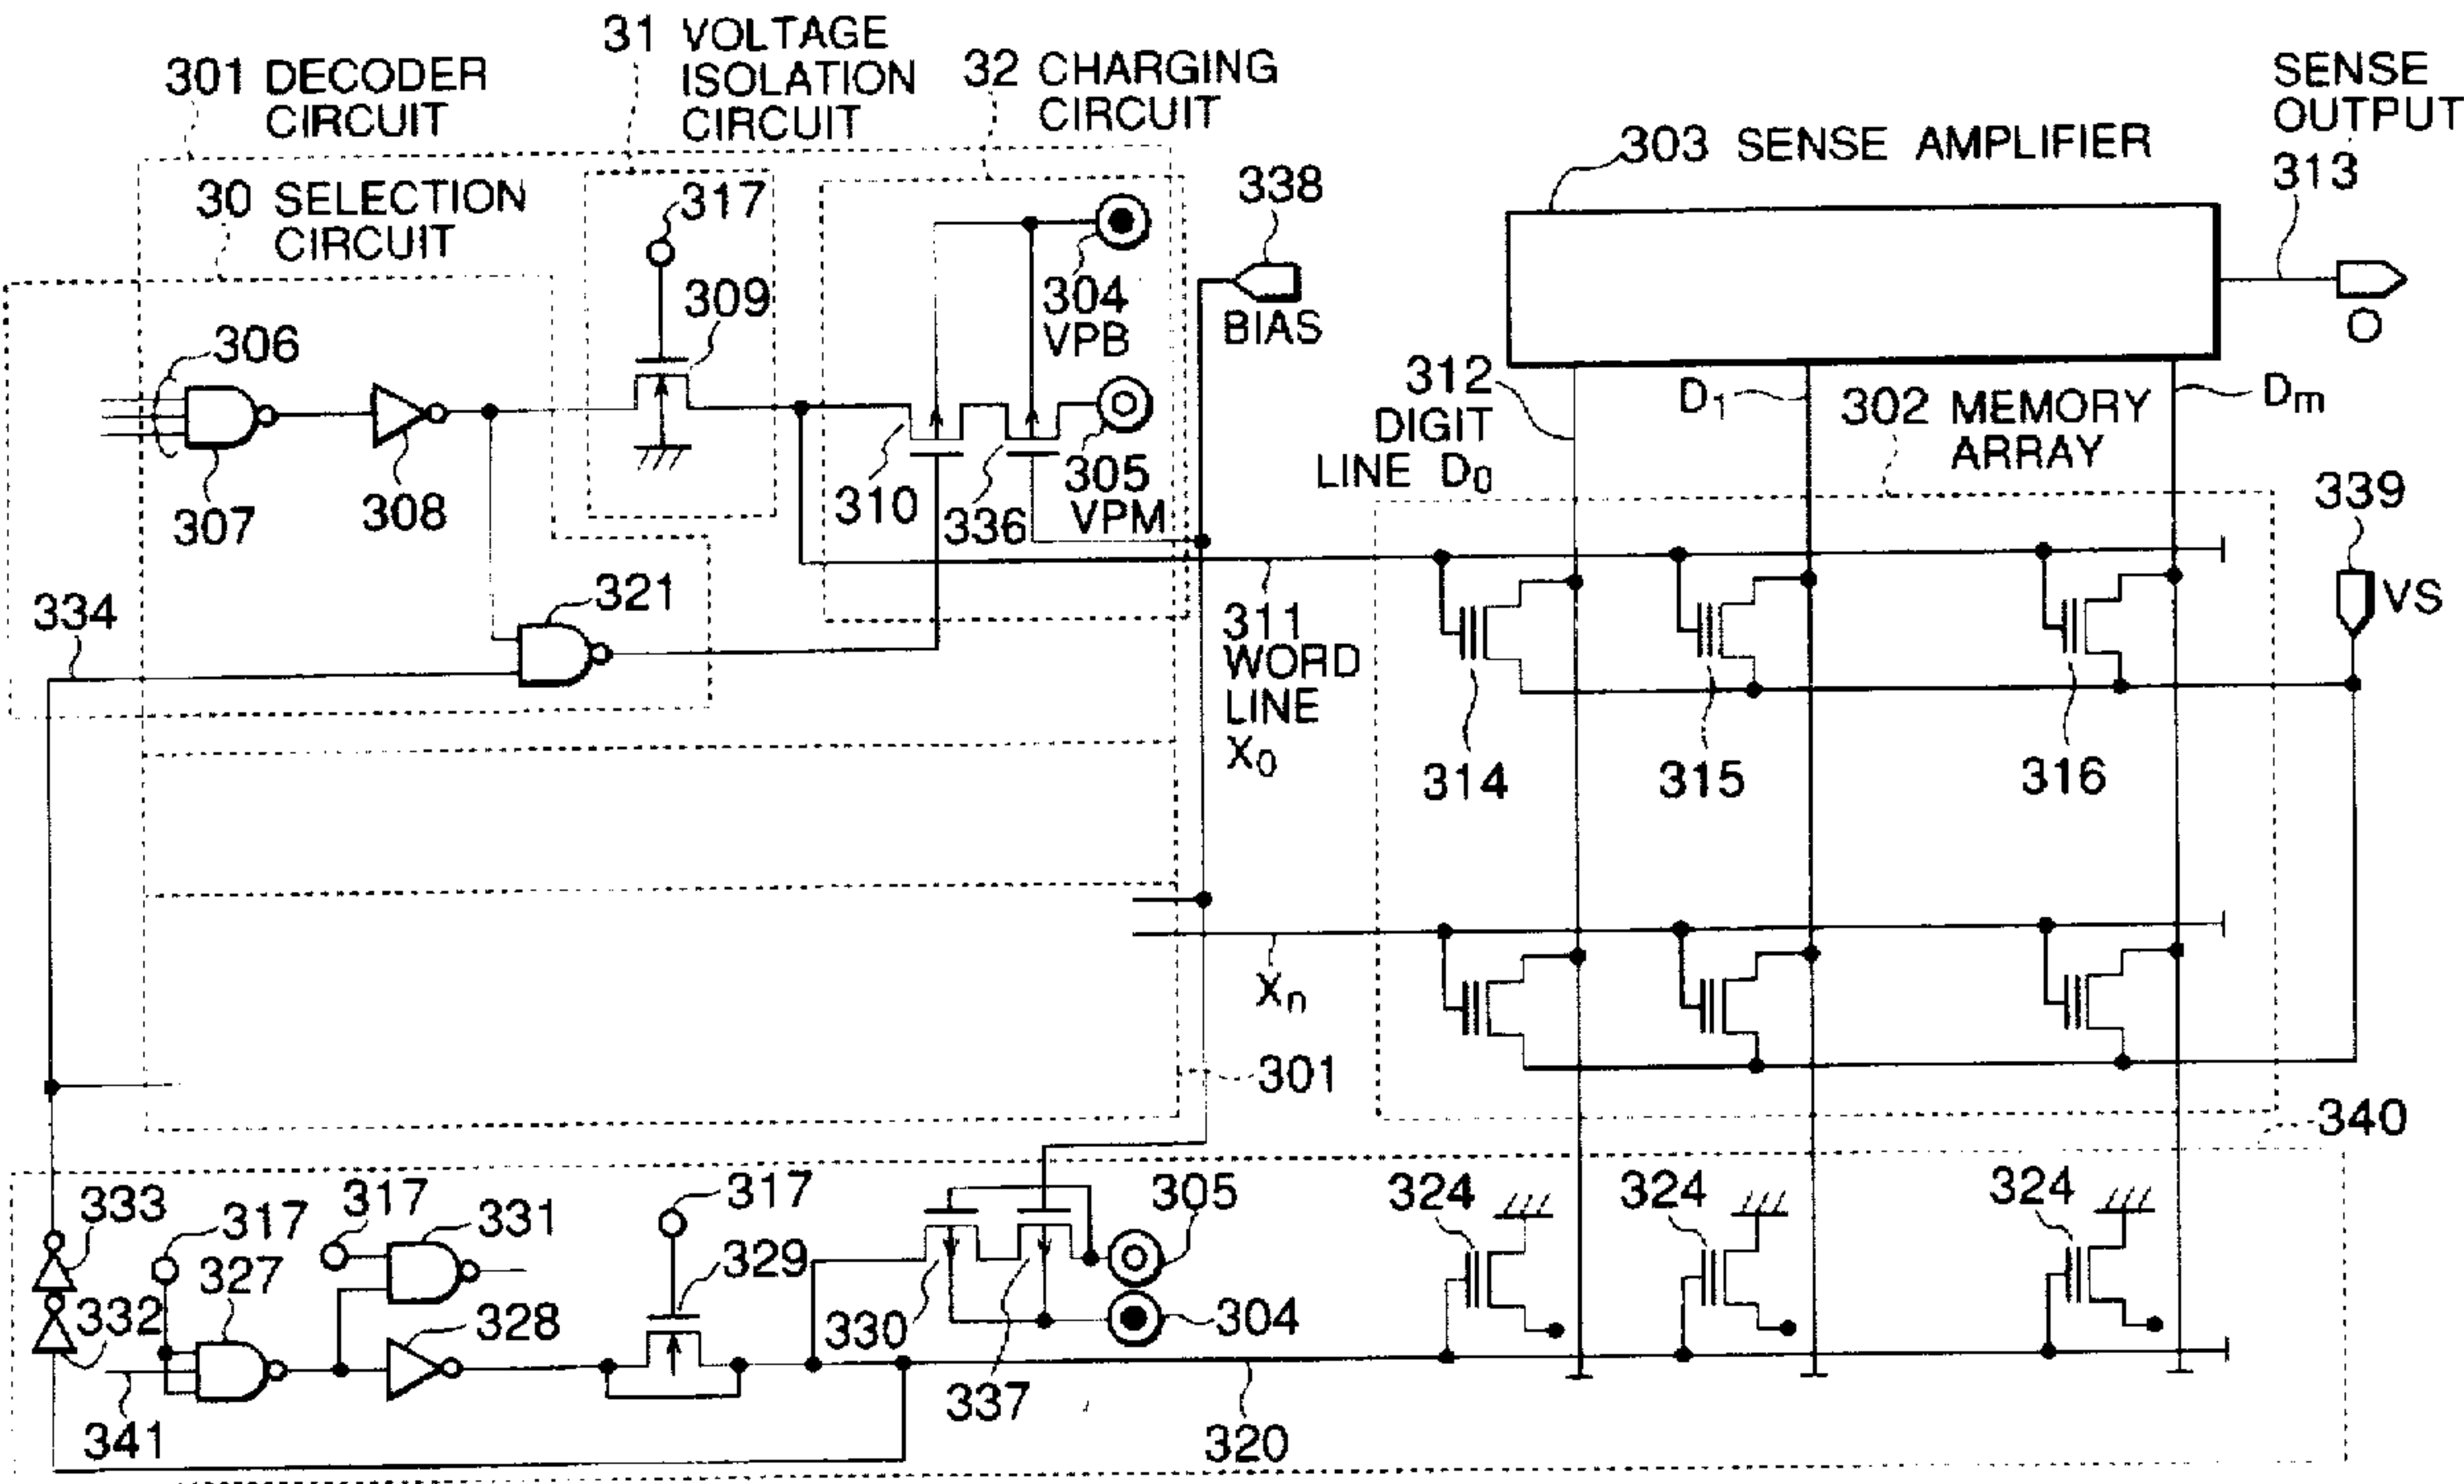 31 VOLTAGE
ISOLATION
CIRCUIT
301 DECODER
CIRCUIT
32 CHARGING
CIRCUIT
SENSE
OUTPUT
313
303 SENSE AMPLIFIER
30 SELECTION
CIRCUIT
317
338
304
VPB
BIAS
O
309
306
312
DIGIT
LINE D0
D1
302 MEMORY
ARRAY
Dm
305
VPM
310
336
307
308
339
VS
334
321
311
WORD
LINE
X0
314
315
316
Xn
301
340
333
317
317
331
317
305
324
324
324
327
329
332
328
330
304
337
341
320